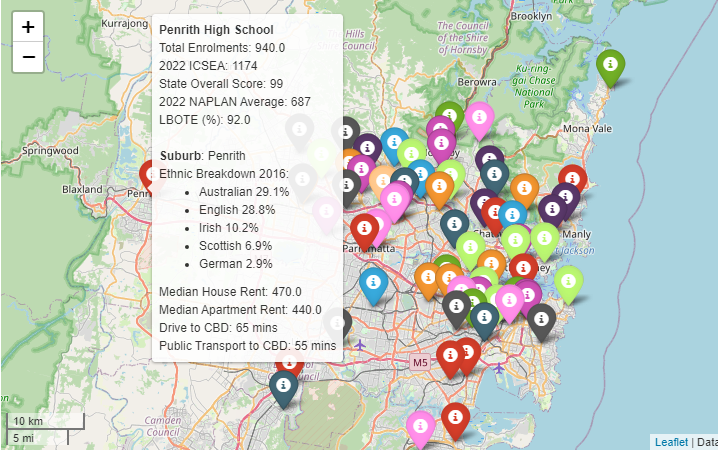 Kurrajong
Brooklyn
+
−
Penrith High School
Total Enrolments: 940.0
2022 ICSEA: 1174
State Overall Score: 99
2022 NAPLAN Average: 687
LBOTE (%): 92.0
Suburb: Penrith
Ethnic Breakdown 2016:
Australian 29.1%
English 28.8%
Irish 10.2%
Scottish 6.9%
German 2.9%
Median House Rent: 470.0
Median Apartment Rent: 440.0
Drive to CBD: 65 mins
Public Transport to CBD: 55 mins
The Council
of the Shire
of Hornsby
Berowra
Ku-ring-
gai Chase
National
Park
Mona Vale
Springwood
Blaxland
Manly
M5
Camden
Council
10 km
5 mi
Leaflet | Data